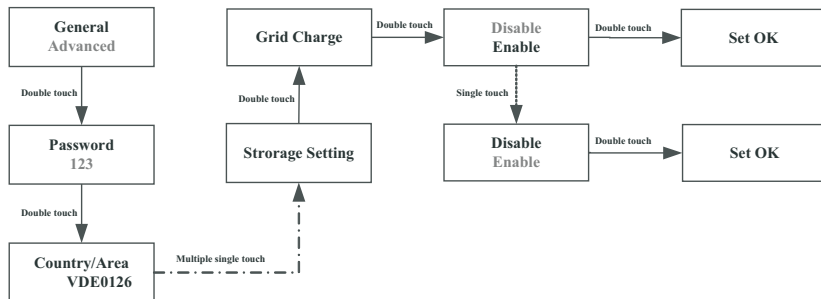 General
Advanced
Double touch
Password
123
Double touch
Country/Area
VDE0126
Multiple single touch
Strorage Setting
Double touch
Grid Charge
Double touch
Disable
Enable
Double touch
Set OK
Single touch
Disable
Enable
Double touch
Set OK